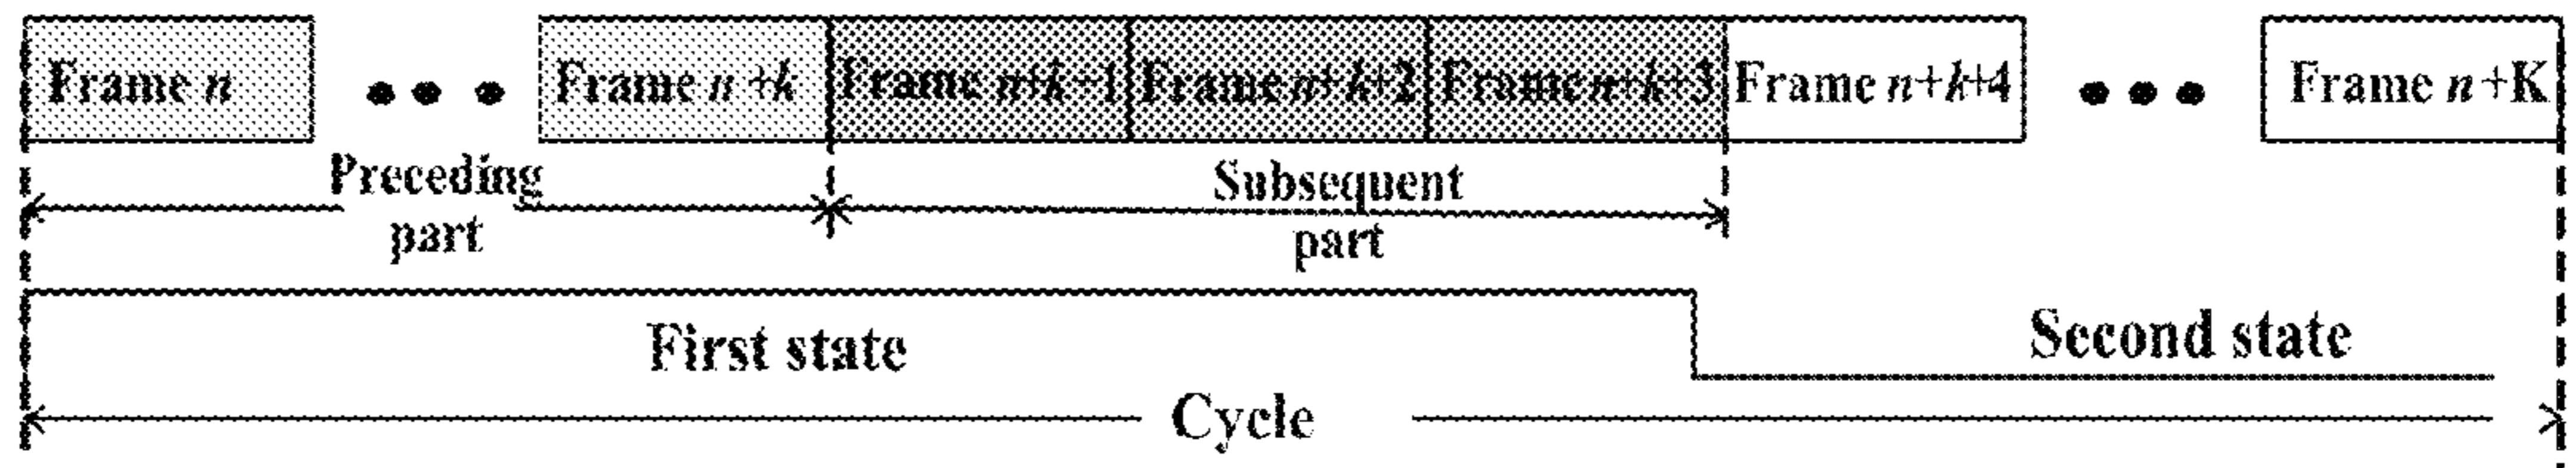 Frame n ••• Frame n+k Frame n+k+1 Frame n+k+2 Frame n+k+3 Frame n+k+4 ••• Frame n+K
Preceding
part
Subsequent
part
First state
Second state
Cycle